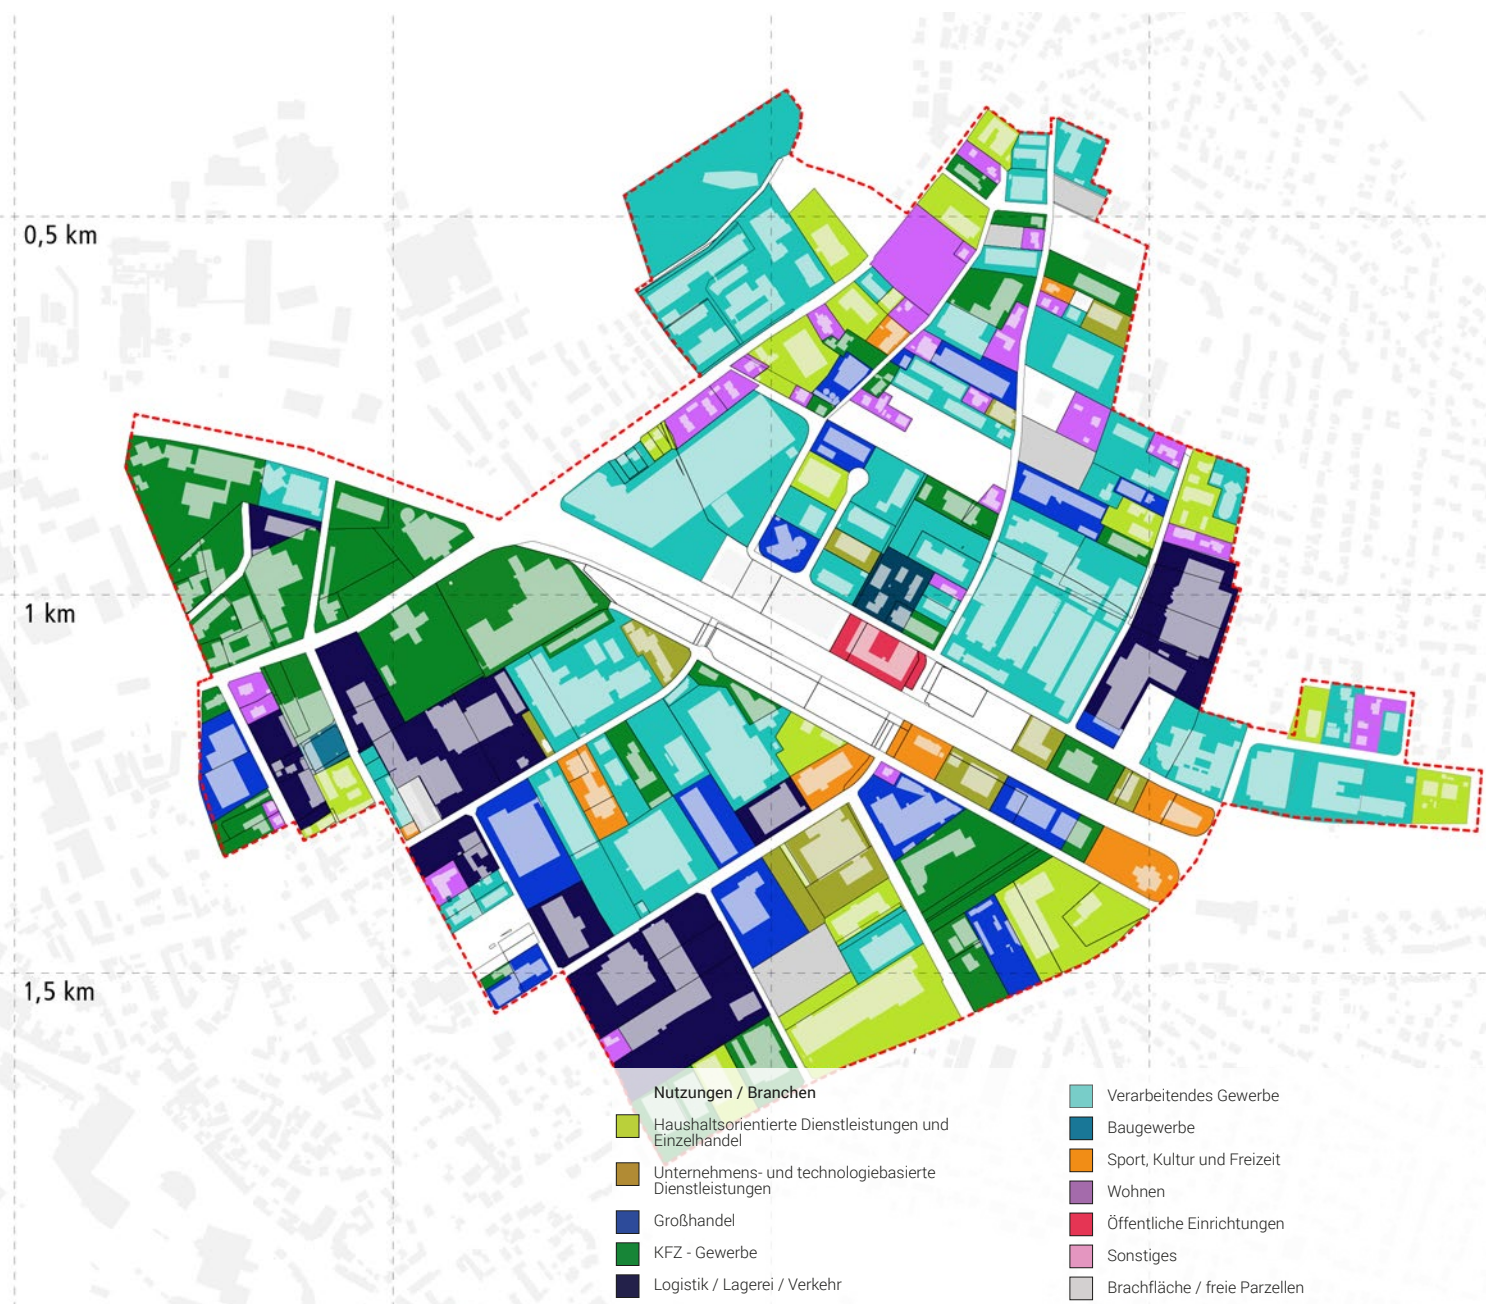 0,5 km
1 km
1,5 km
Nutzungen / Branchen
Haushaltsorientierte Dienstleistungen und
Einzelhandel
Unternehmens- und technologiebasierte
Dienstleistungen
Großhandel
KFZ - Gewerbe
Logistik / Lagerei / Verkehr
Verarbeitendes Gewerbe
Baugewerbe
Sport, Kultur und Freizeit
Wohnen
Öffentliche Einrichtungen
Sonstiges
Brachfläche / freie Parzellen